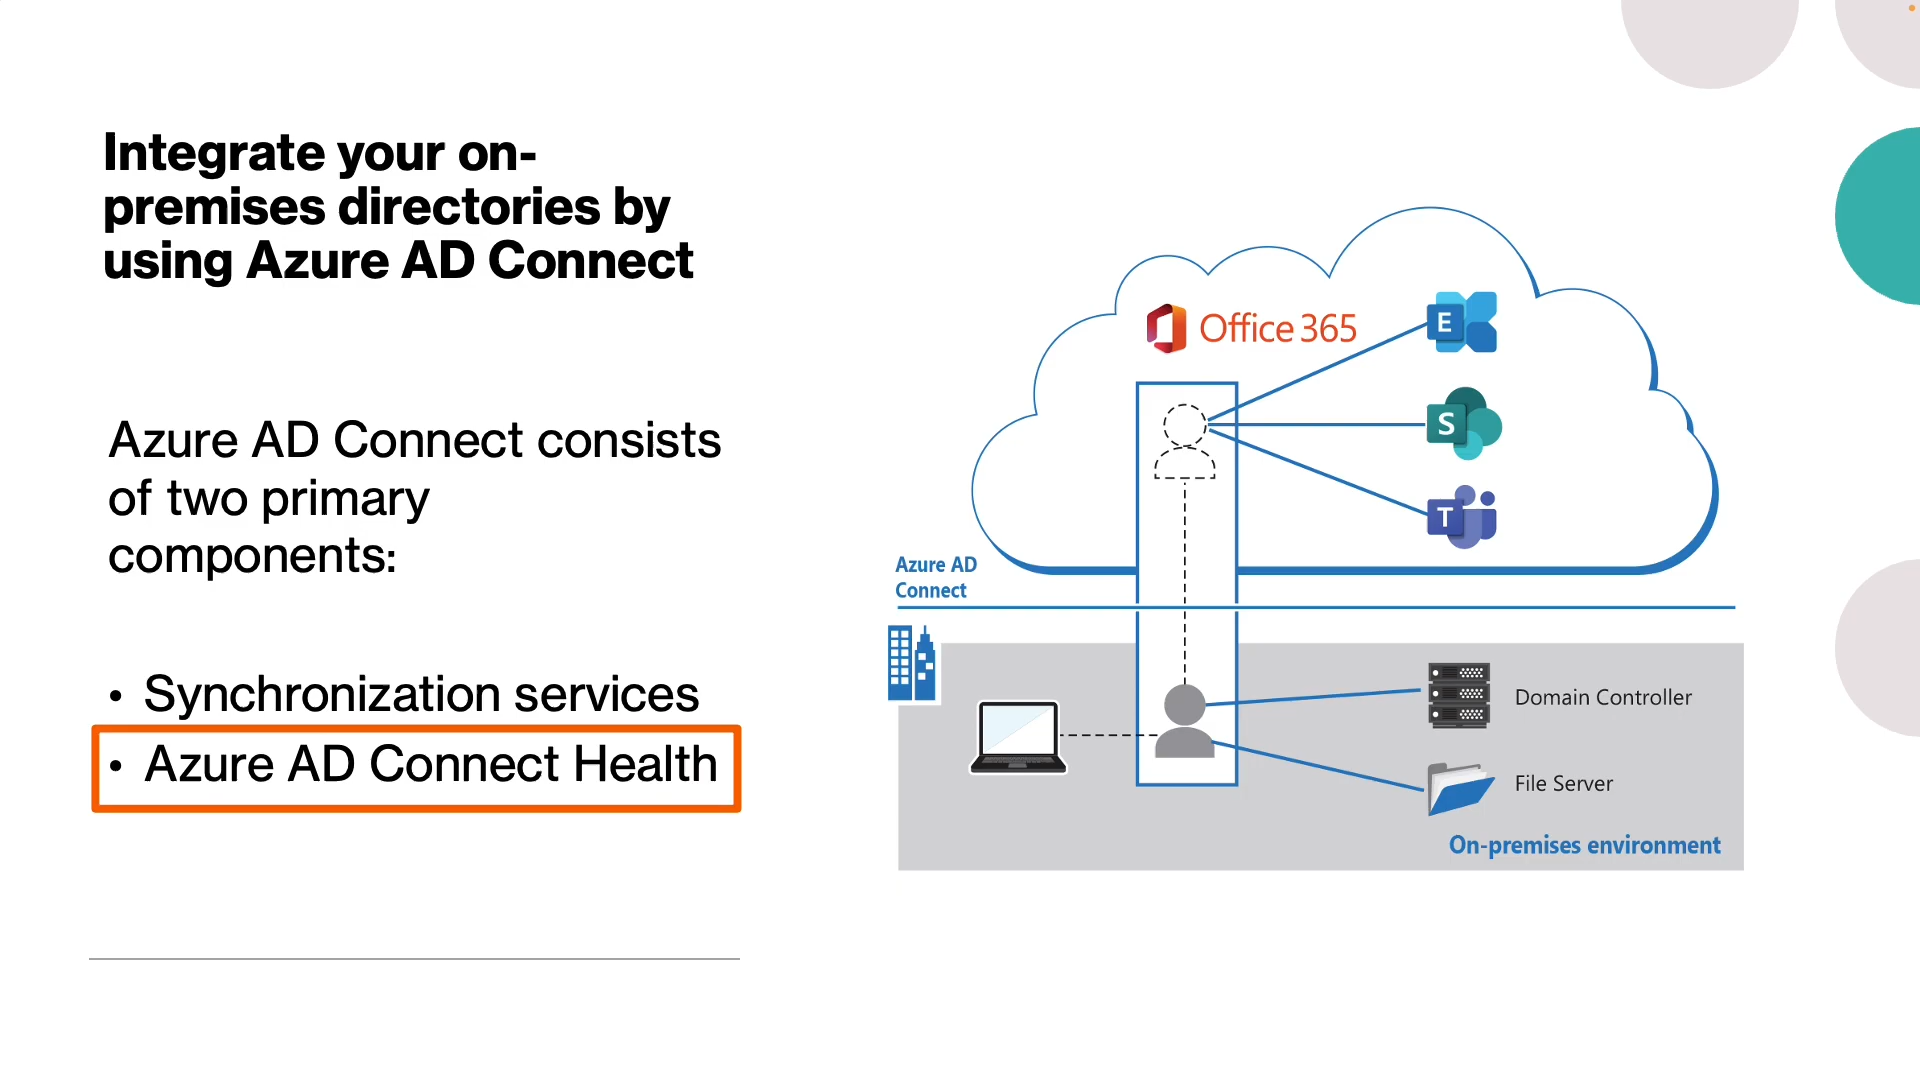 Integrate your on-
premises directories by
using Azure AD Connect
Azure AD Connect consists
of two primary
components:
• Synchronization services
• Azure AD Connect Health
Office 365
E
S
T
Azure AD
Connect
Domain Controller
File Server
On-premises environment